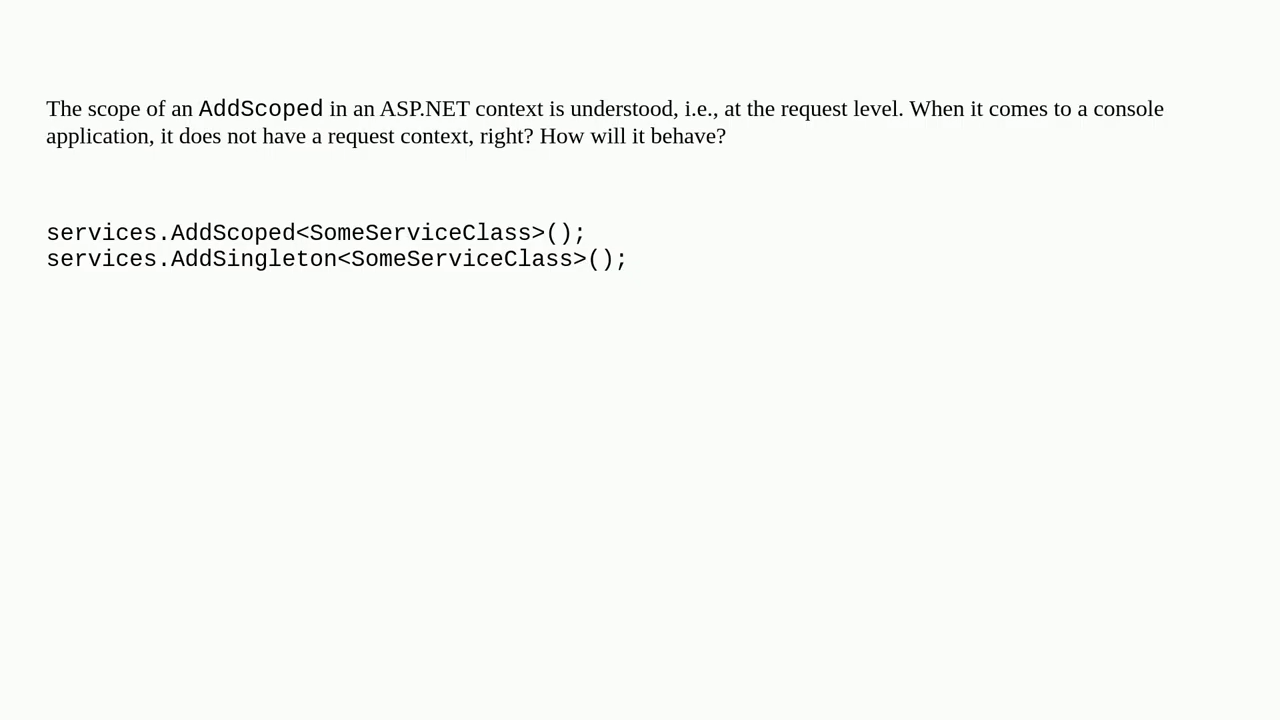 The scope of an AddScoped in an ASP.NET context is understood, i.e., at the request level. When it comes to a console
application, it does not have a request context, right? How will it behave?
services.AddScoped<SomeServiceClass>();
services.AddSingleton<SomeServiceClass>();